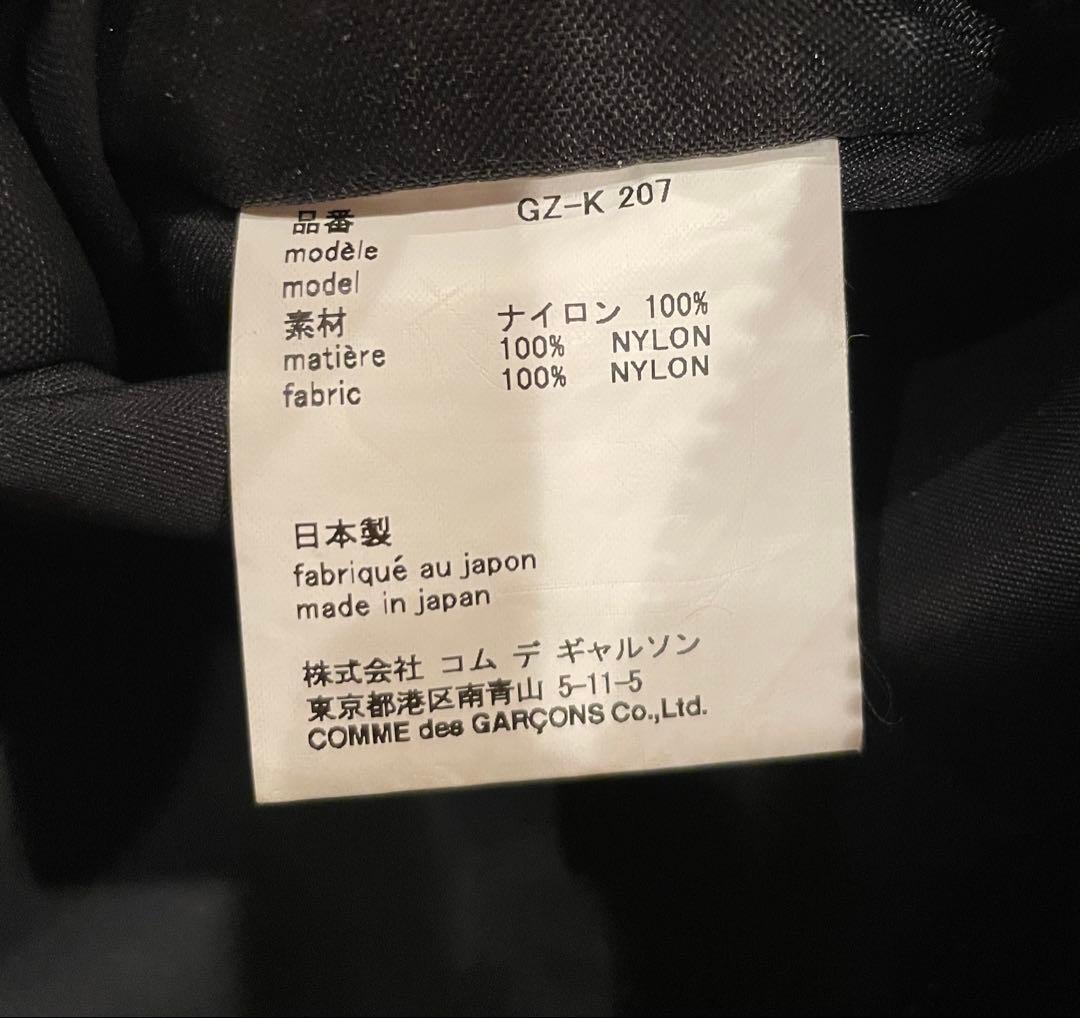 品番 GZ-K 207
modèle
model
素材 ナイロン 100%
matière 100% NYLON
fabric 100% NYLON
日本製
fabriqué au japon
made in japan
株式会社 コム デ ギャルソン
東京都港区南青山 5-11-5
COMME des GARÇONS Co.,Ltd.